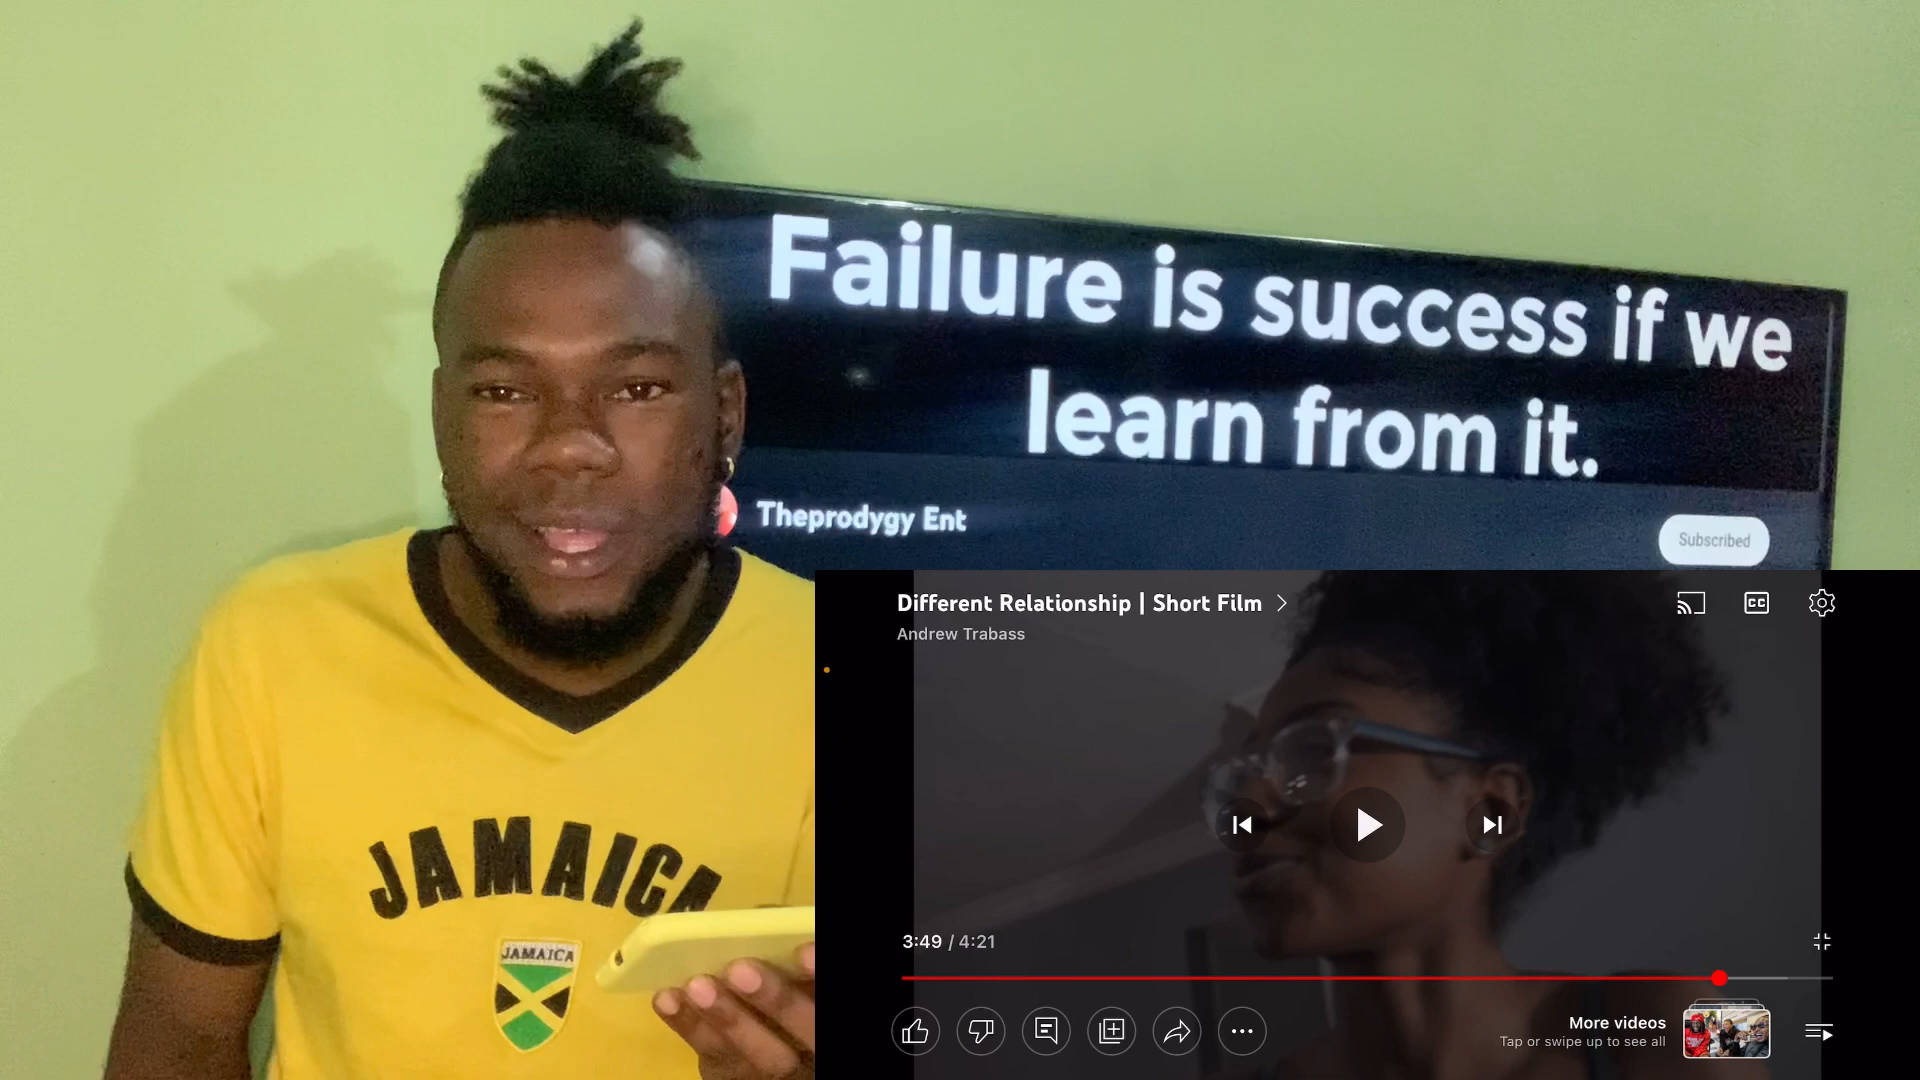 Failure is success if we
learn from it.
Theprodygy Ent
Subscribed
Different Relationship | Short Film
Andrew Trabass
CC
JAMAICA
JAMAICA
3:49 / 4:21
More videos
Tap or swipe up to see all